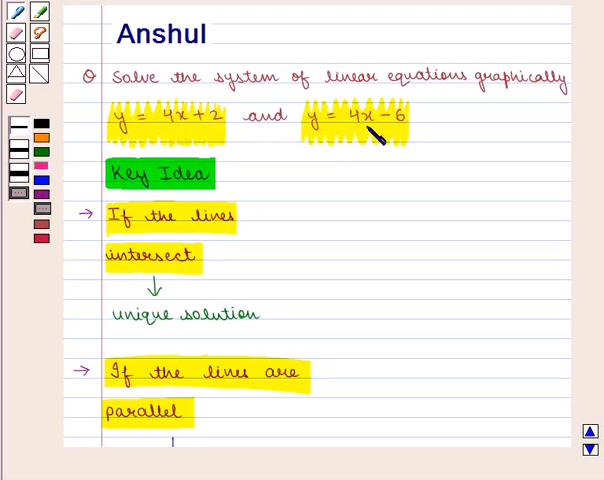 Anshul
Q Solve the system of linear equations graphically
y = 4x + 2 and y = 4x - 6
Key Idea
→ If the lines
intersect
↓
unique solution
→ If the lines are
parallel